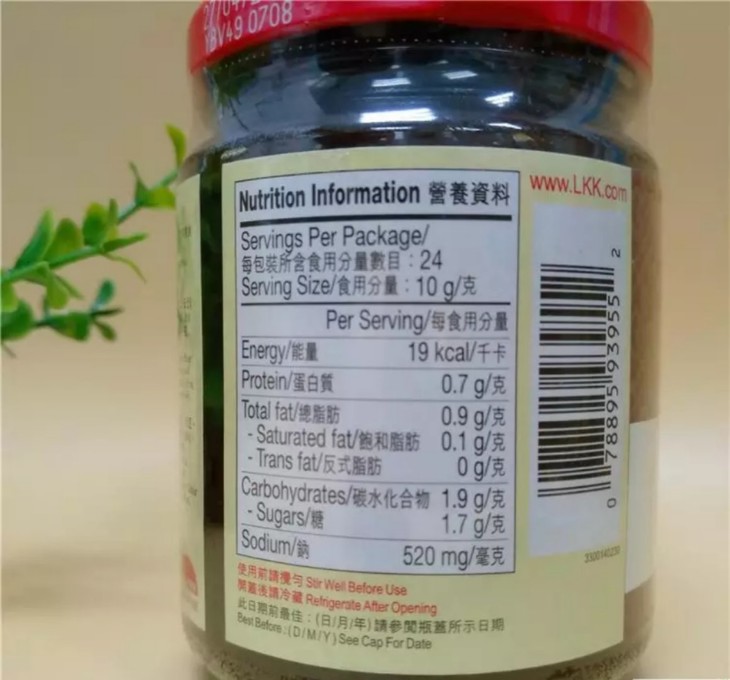 YBV49 0708
www.LKK.com
Nutrition Information 營養資料
Servings Per Package/
每包裝所含食用分量數目：24
Serving Size/食用分量：10 g/克
Per Serving/每食用分量
Energy/能量 19 kcal/千卡
Protein/蛋白質 0.7 g/克
Total fat/總脂肪 0.9 g/克
- Saturated fat/飽和脂肪 0.1 g/克
- Trans fat/反式脂肪 0 g/克
Carbohydrates/碳水化合物 1.9 g/克
- Sugars/糖 1.7 g/克
Sodium/鈉 520 mg/毫克
使用前請攪勻 Stir Well Before Use
開蓋後請冷藏 Refrigerate After Opening
此日期前最佳：(日/月/年) 請參閱瓶蓋所示日期
Best Before : (D/M/Y) See Cap For Date
0 78895 93955 2